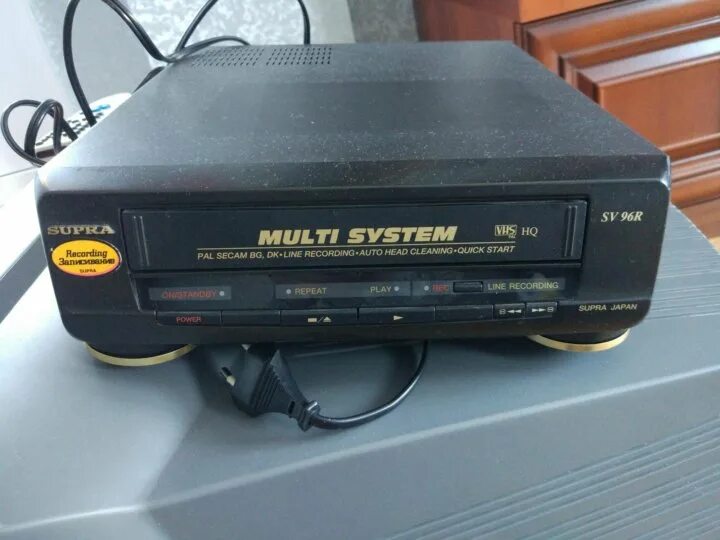 SUPRA
Recording
Записывание
SUPRA
MULTI SYSTEM
PAL SECAM BG, DK•LINE RECORDING•AUTO HEAD CLEANING•QUICK START
VHS
HQ
SV 96R
ON/STANDBY
REPEAT
PLAY
REC
LINE RECORDING
POWER
SUPRA JAPAN